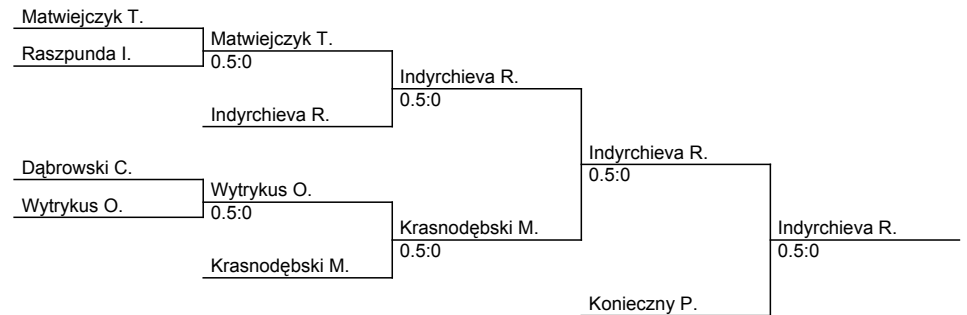 Matwiejczyk T.
Raszpunda I.
Matwiejczyk T.
0.5:0
Indyrchieva R.
Indyrchieva R.
0.5:0
Dąbrowski C.
Wytrykus O.
Wytrykus O.
0.5:0
Krasnodębski M.
Krasnodębski M.
0.5:0
Indyrchieva R.
0.5:0
Konieczny P.
Indyrchieva R.
0.5:0